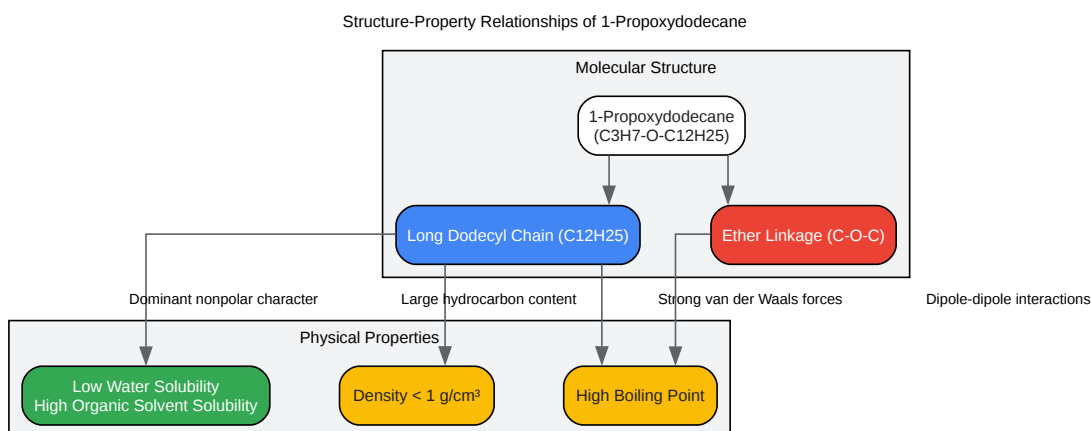 Structure-Property Relationships of 1-Propoxydodecane
Molecular Structure
1-Propoxydodecane
(C3H7-O-C12H25)
Long Dodecyl Chain (C12H25)
Ether Linkage (C-O-C)
Dominant nonpolar character
Large hydrocarbon content
Strong van der Waals forces
Dipole-dipole interactions
Physical Properties
Low Water Solubility
High Organic Solvent Solubility
Density < 1 g/cm³
High Boiling Point